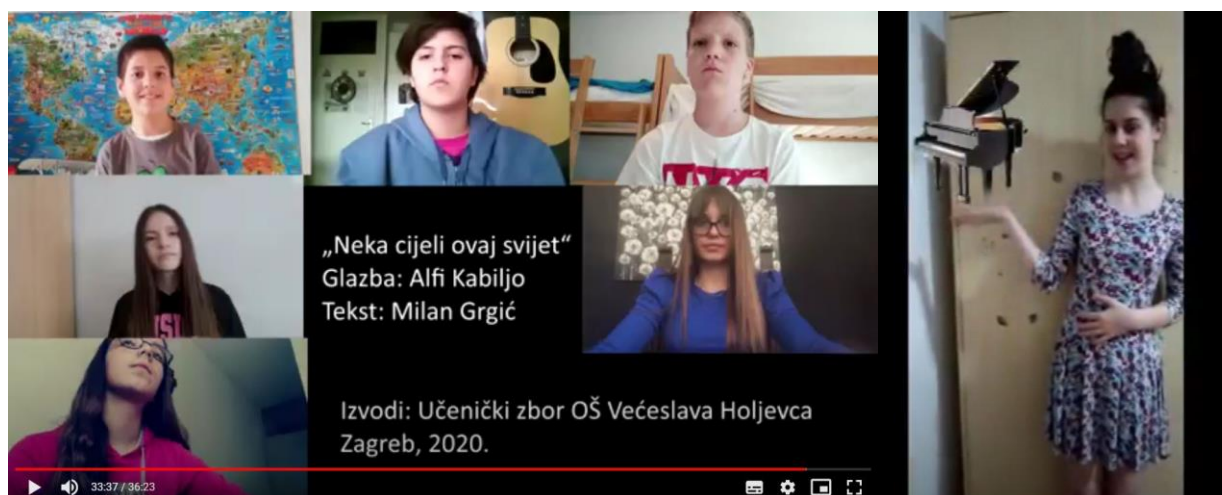 „Neka cijeli ovaj svijet“
Glazba: Alfi Kabiljo
Tekst: Milan Grgić
Izvodi: Učenički zbor OŠ Većeslava Holjevca
Zagreb, 2020.
33:37 / 36:23